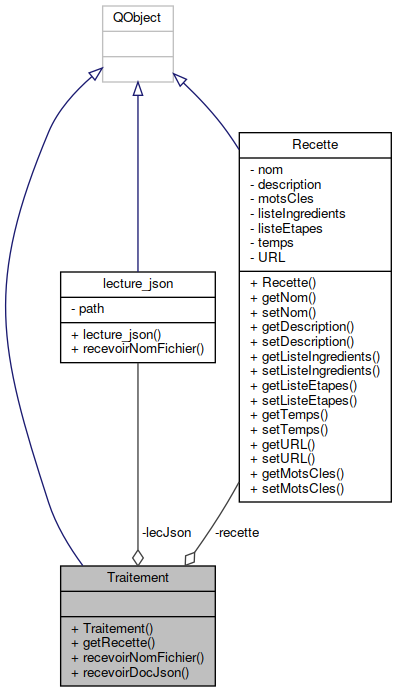 QObject
Recette
- nom
- description
- motsCles
- listeIngredients
- listeEtapes
- temps
- URL
+ Recette()
+ getNom()
+ setNom()
+ getDescription()
+ setDescription()
+ getListeIngredients()
+ setListeIngredients()
+ getListeEtapes()
+ setListeEtapes()
+ getTemps()
+ setTemps()
+ getURL()
+ setURL()
+ getMotsCles()
+ setMotsCles()
lecture_json
- path
+ lecture_json()
+ recevoirNomFichier()
-lecJson
-recette
Traitement
+ Traitement()
+ getRecette()
+ recevoirNomFichier()
+ recevoirDocJson()